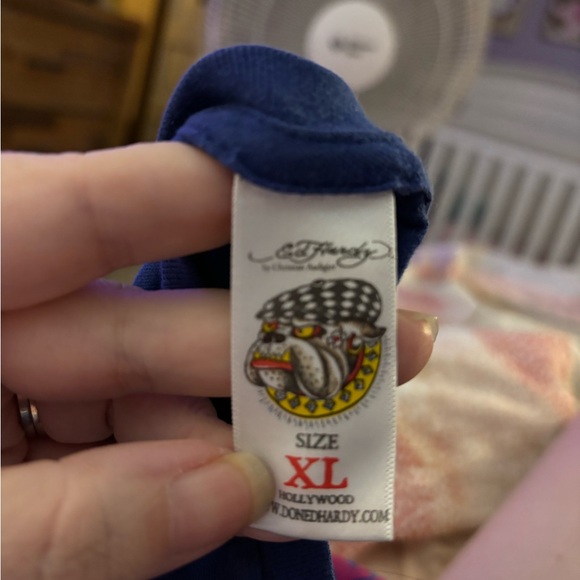 Ed Hardy
by Christian Audigier
SIZE
XL
HOLLYWOOD
W.DONEDHARDY.COM